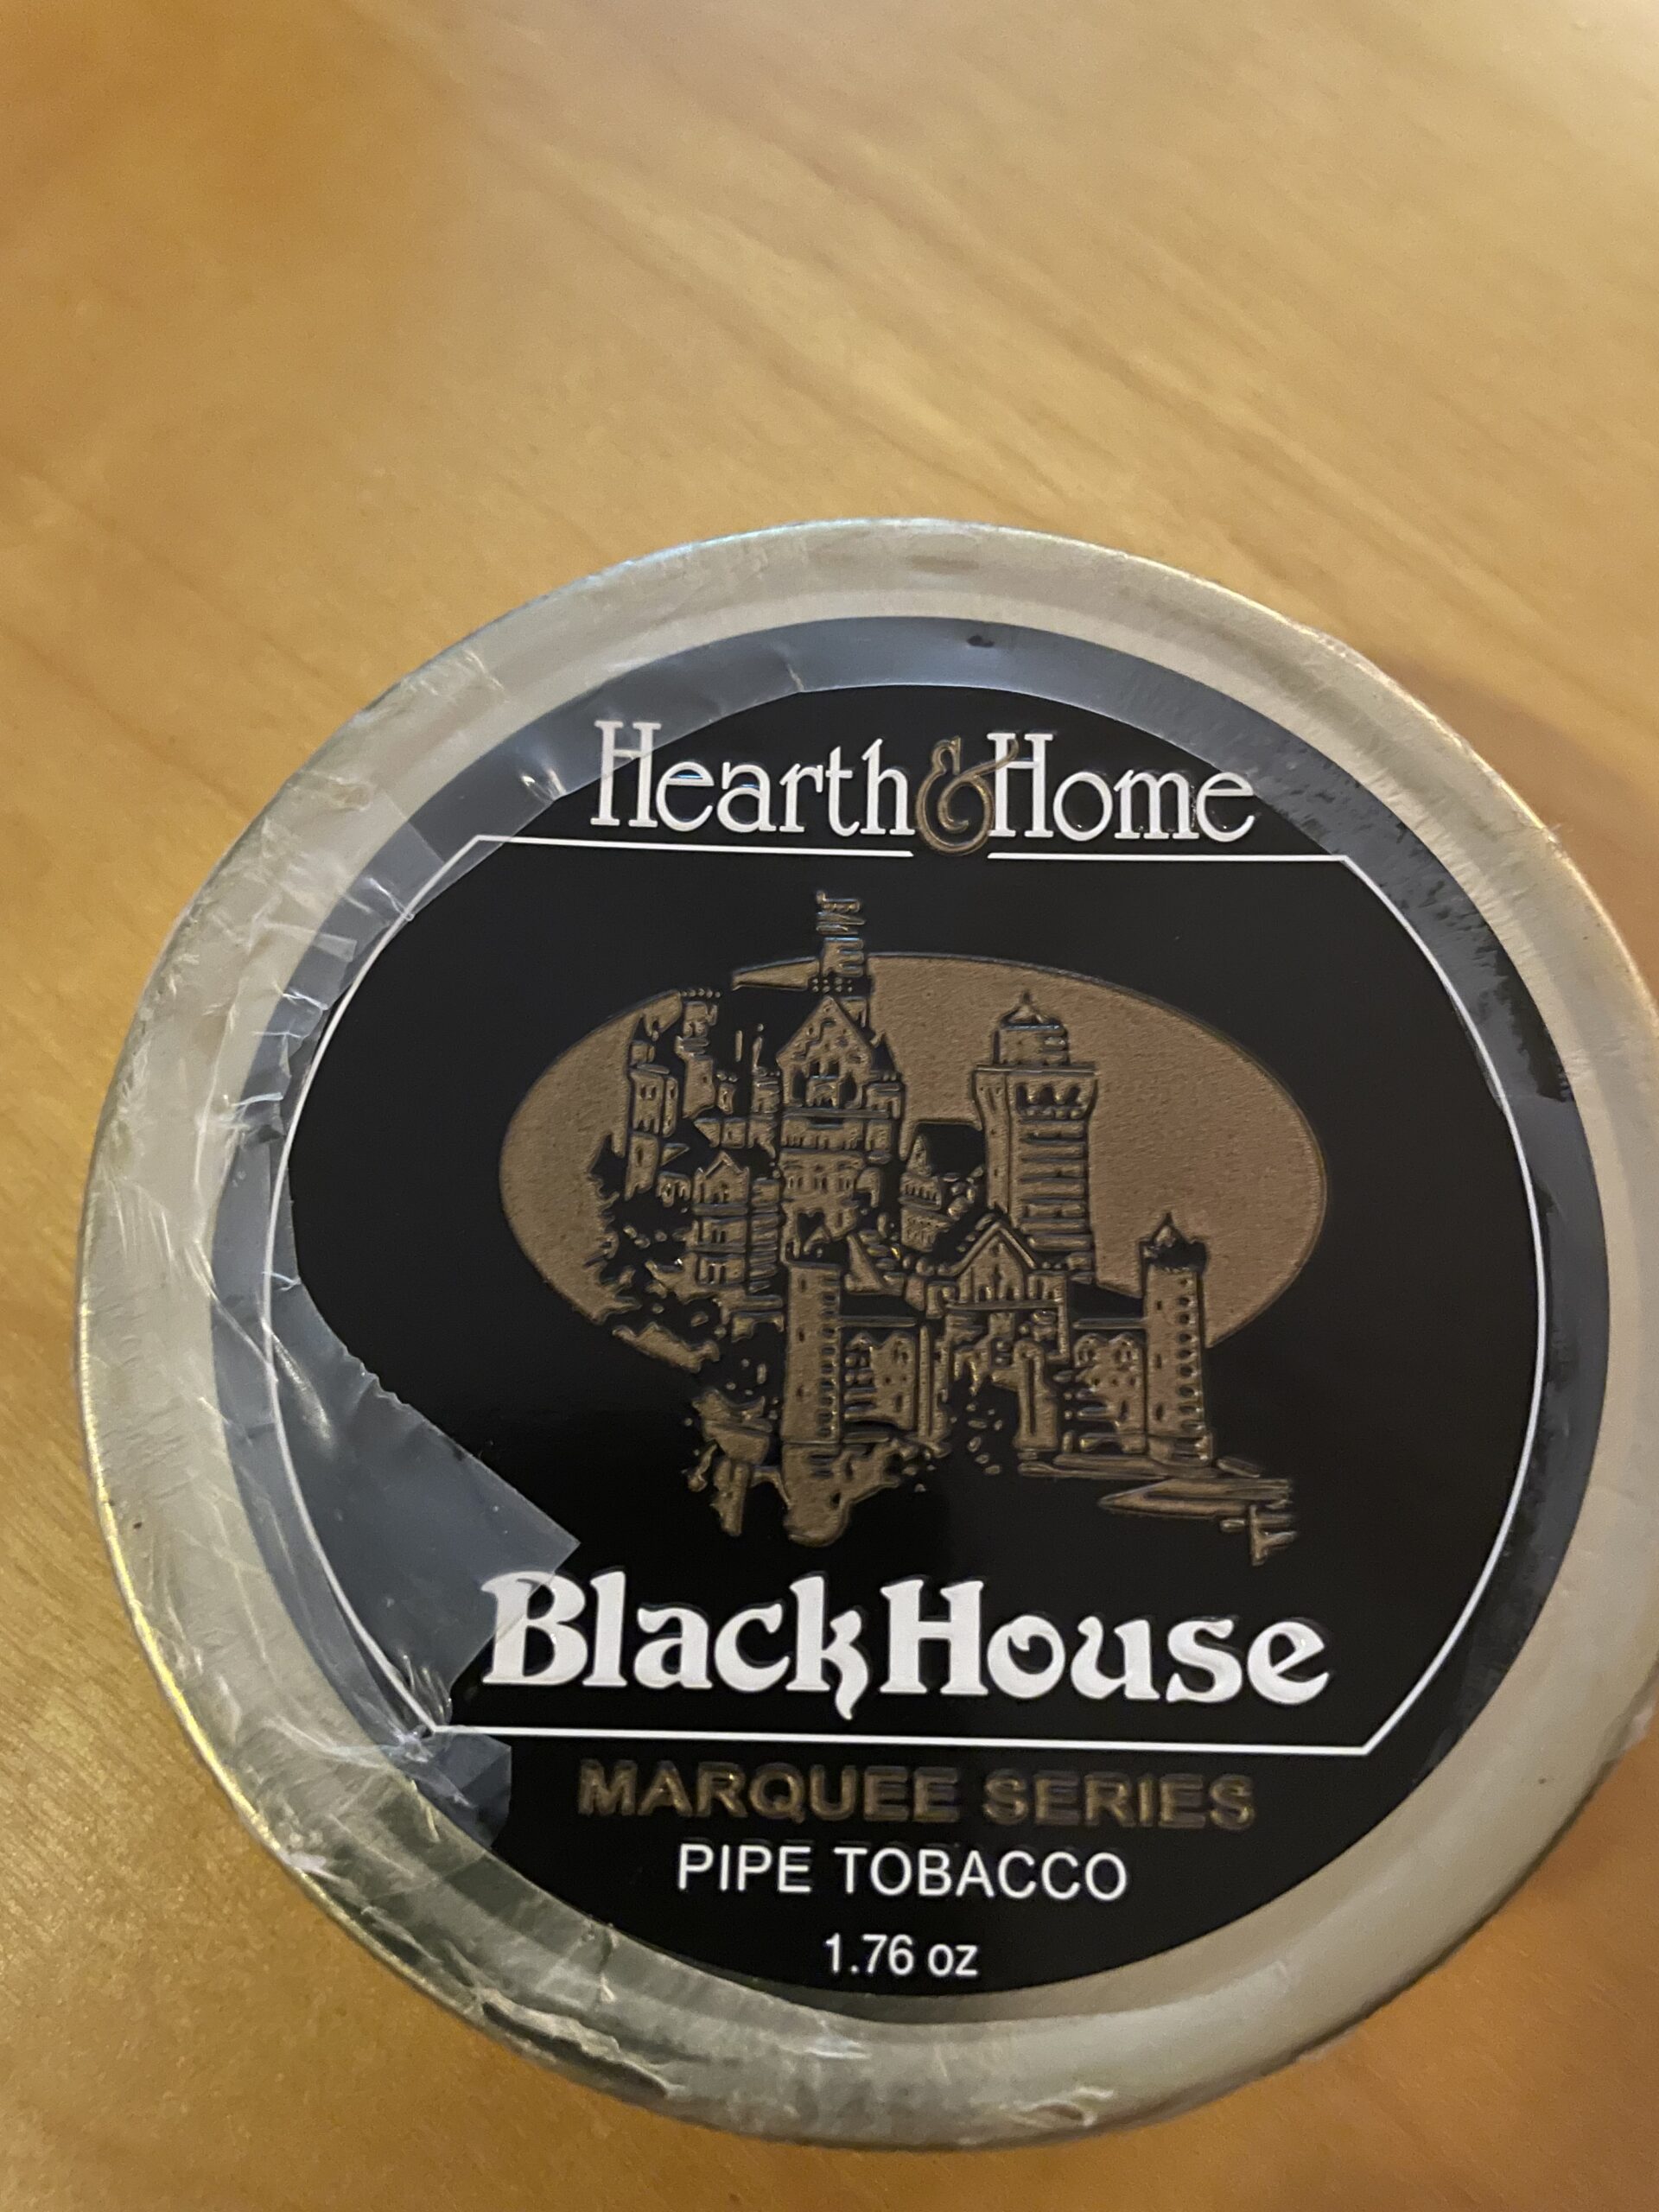 Hearth & Home
BlackHouse
MARQUEE SERIES
PIPE TOBACCO
1.76 oz